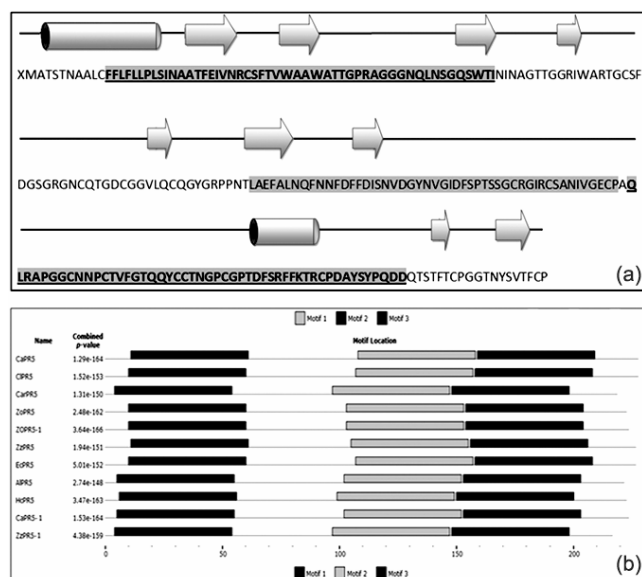 XMATSTNAALCFFLFLLPLSINAATFEIVNRCSFTVWAAWATTGPRAGGGNQLNSGQSWTININAGTTGGRIWARTGCSF
DGSGRGNCQTGDCGGVLQCQGYGRPPNTLAEFALNQFNNFDFFDISNVDGYNVGIDFSPTSSGCRGIRCSANIVGECPAQ
LRAPGGCNNPCTVFGTQQYCCTNGPCGPTDFSRFFKTRCPDAYSYPQDDQTSTFTCPGGTNYSVTFCP
(a)
Motif 1 Motif 2 Motif 3
Name Combined p-value Motif Location
CaPR5 1.29e-164
ClPR5 1.52e-153
CarPR5 1.31e-150
ZoPR5 2.48e-162
ZOPR5-1 3.64e-166
ZzPR5 1.94e-151
EcPR5 5.01e-152
AlPR5 2.74e-148
HcPR5 3.47e-163
CaPR5-1 1.53e-164
ZzPR5-1 4.38e-159
0 50 100 150 200
Motif 1 Motif 2 Motif 3
(b)